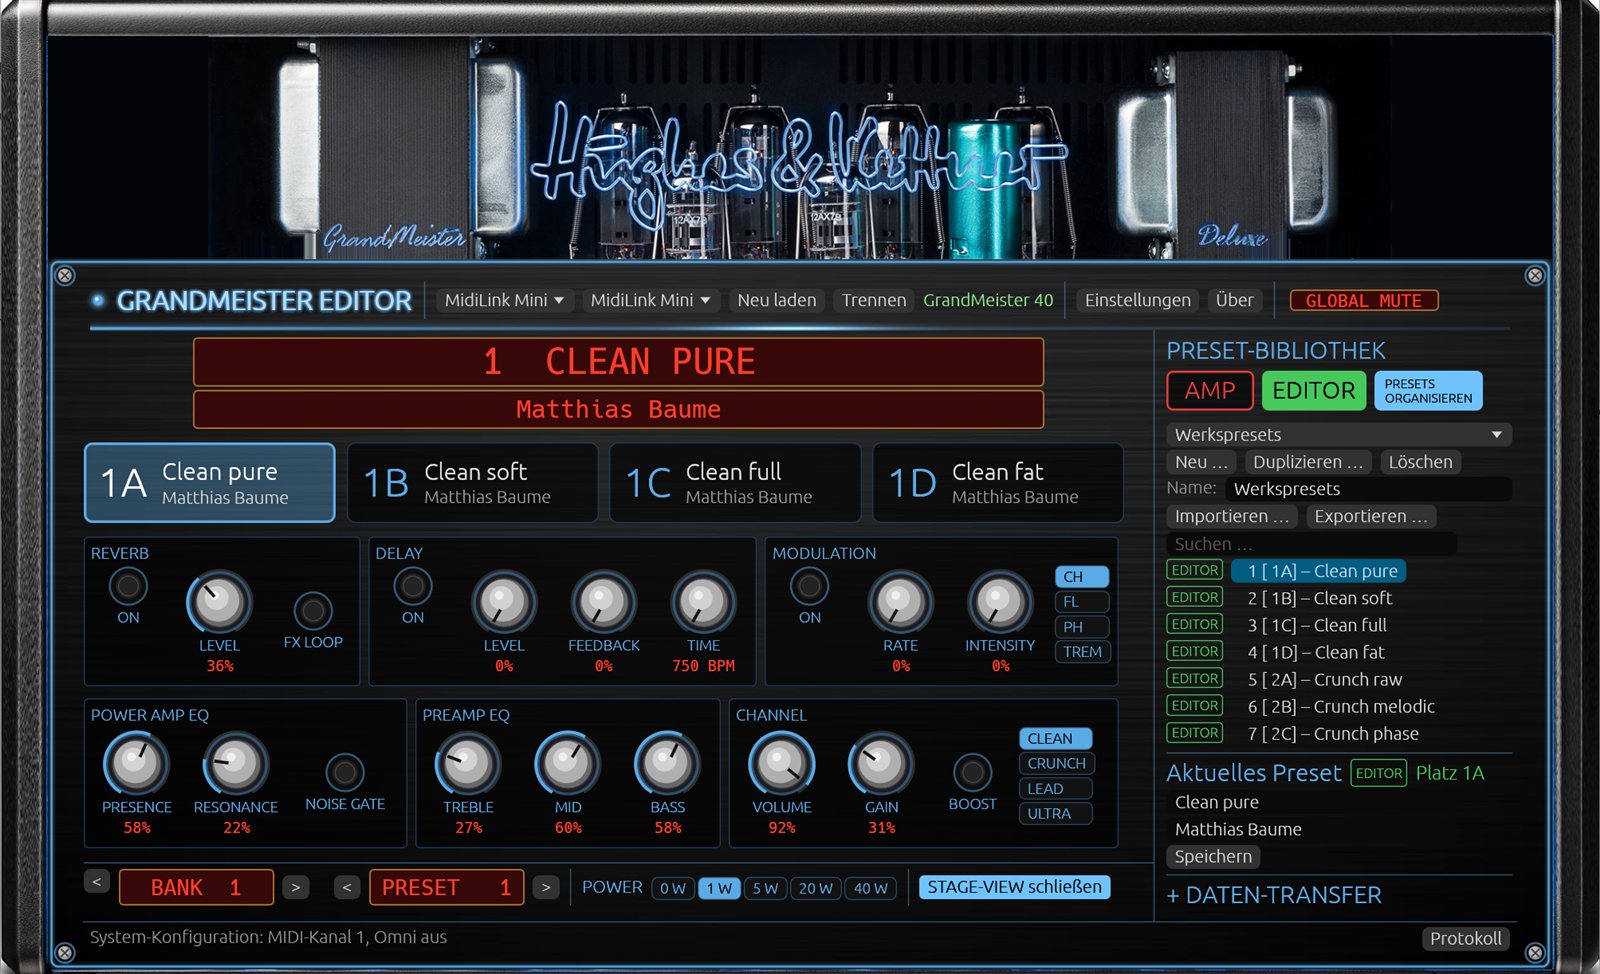 Hughes & Kettner
12AX7B
12AX7B
GrandMeister
Deluxe
GRANDMEISTER EDITOR
MidiLink Mini
MidiLink Mini
Neu laden
Trennen
GrandMeister 40
Einstellungen
Über
GLOBAL MUTE
1 CLEAN PURE
Matthias Baume
1A
Clean pure
Matthias Baume
1B
Clean soft
Matthias Baume
1C
Clean full
Matthias Baume
1D
Clean fat
Matthias Baume
REVERB
ON
LEVEL
36%
FX LOOP
DELAY
ON
LEVEL
0%
FEEDBACK
0%
TIME
750 BPM
MODULATION
ON
RATE
0%
INTENSITY
0%
CH
FL
PH
TREM
POWER AMP EQ
PRESENCE
58%
RESONANCE
22%
NOISE GATE
PREAMP EQ
TREBLE
27%
MID
60%
BASS
58%
CHANNEL
VOLUME
92%
GAIN
31%
BOOST
CLEAN
CRUNCH
LEAD
ULTRA
< BANK 1 >
< PRESET 1 >
POWER 0 W 1 W 5 W 20 W 40 W
STAGE-VIEW schließen
System-Konfiguration: MIDI-Kanal 1, Omni aus
PRESET-BIBLIOTHEK
AMP
EDITOR
PRESETS
ORGANISIEREN
Werkspresets
Neu ...
Duplizieren ...
Löschen
Name: Werkspresets
Importieren ...
Exportieren ...
Suchen ...
EDITOR 1 [ 1A] – Clean pure
EDITOR 2 [ 1B] – Clean soft
EDITOR 3 [ 1C] – Clean full
EDITOR 4 [ 1D] – Clean fat
EDITOR 5 [ 2A] – Crunch raw
EDITOR 6 [ 2B] – Crunch melodic
EDITOR 7 [ 2C] – Crunch phase
Aktuelles Preset EDITOR Platz 1A
Clean pure
Matthias Baume
Speichern
+ DATEN-TRANSFER
Protokoll